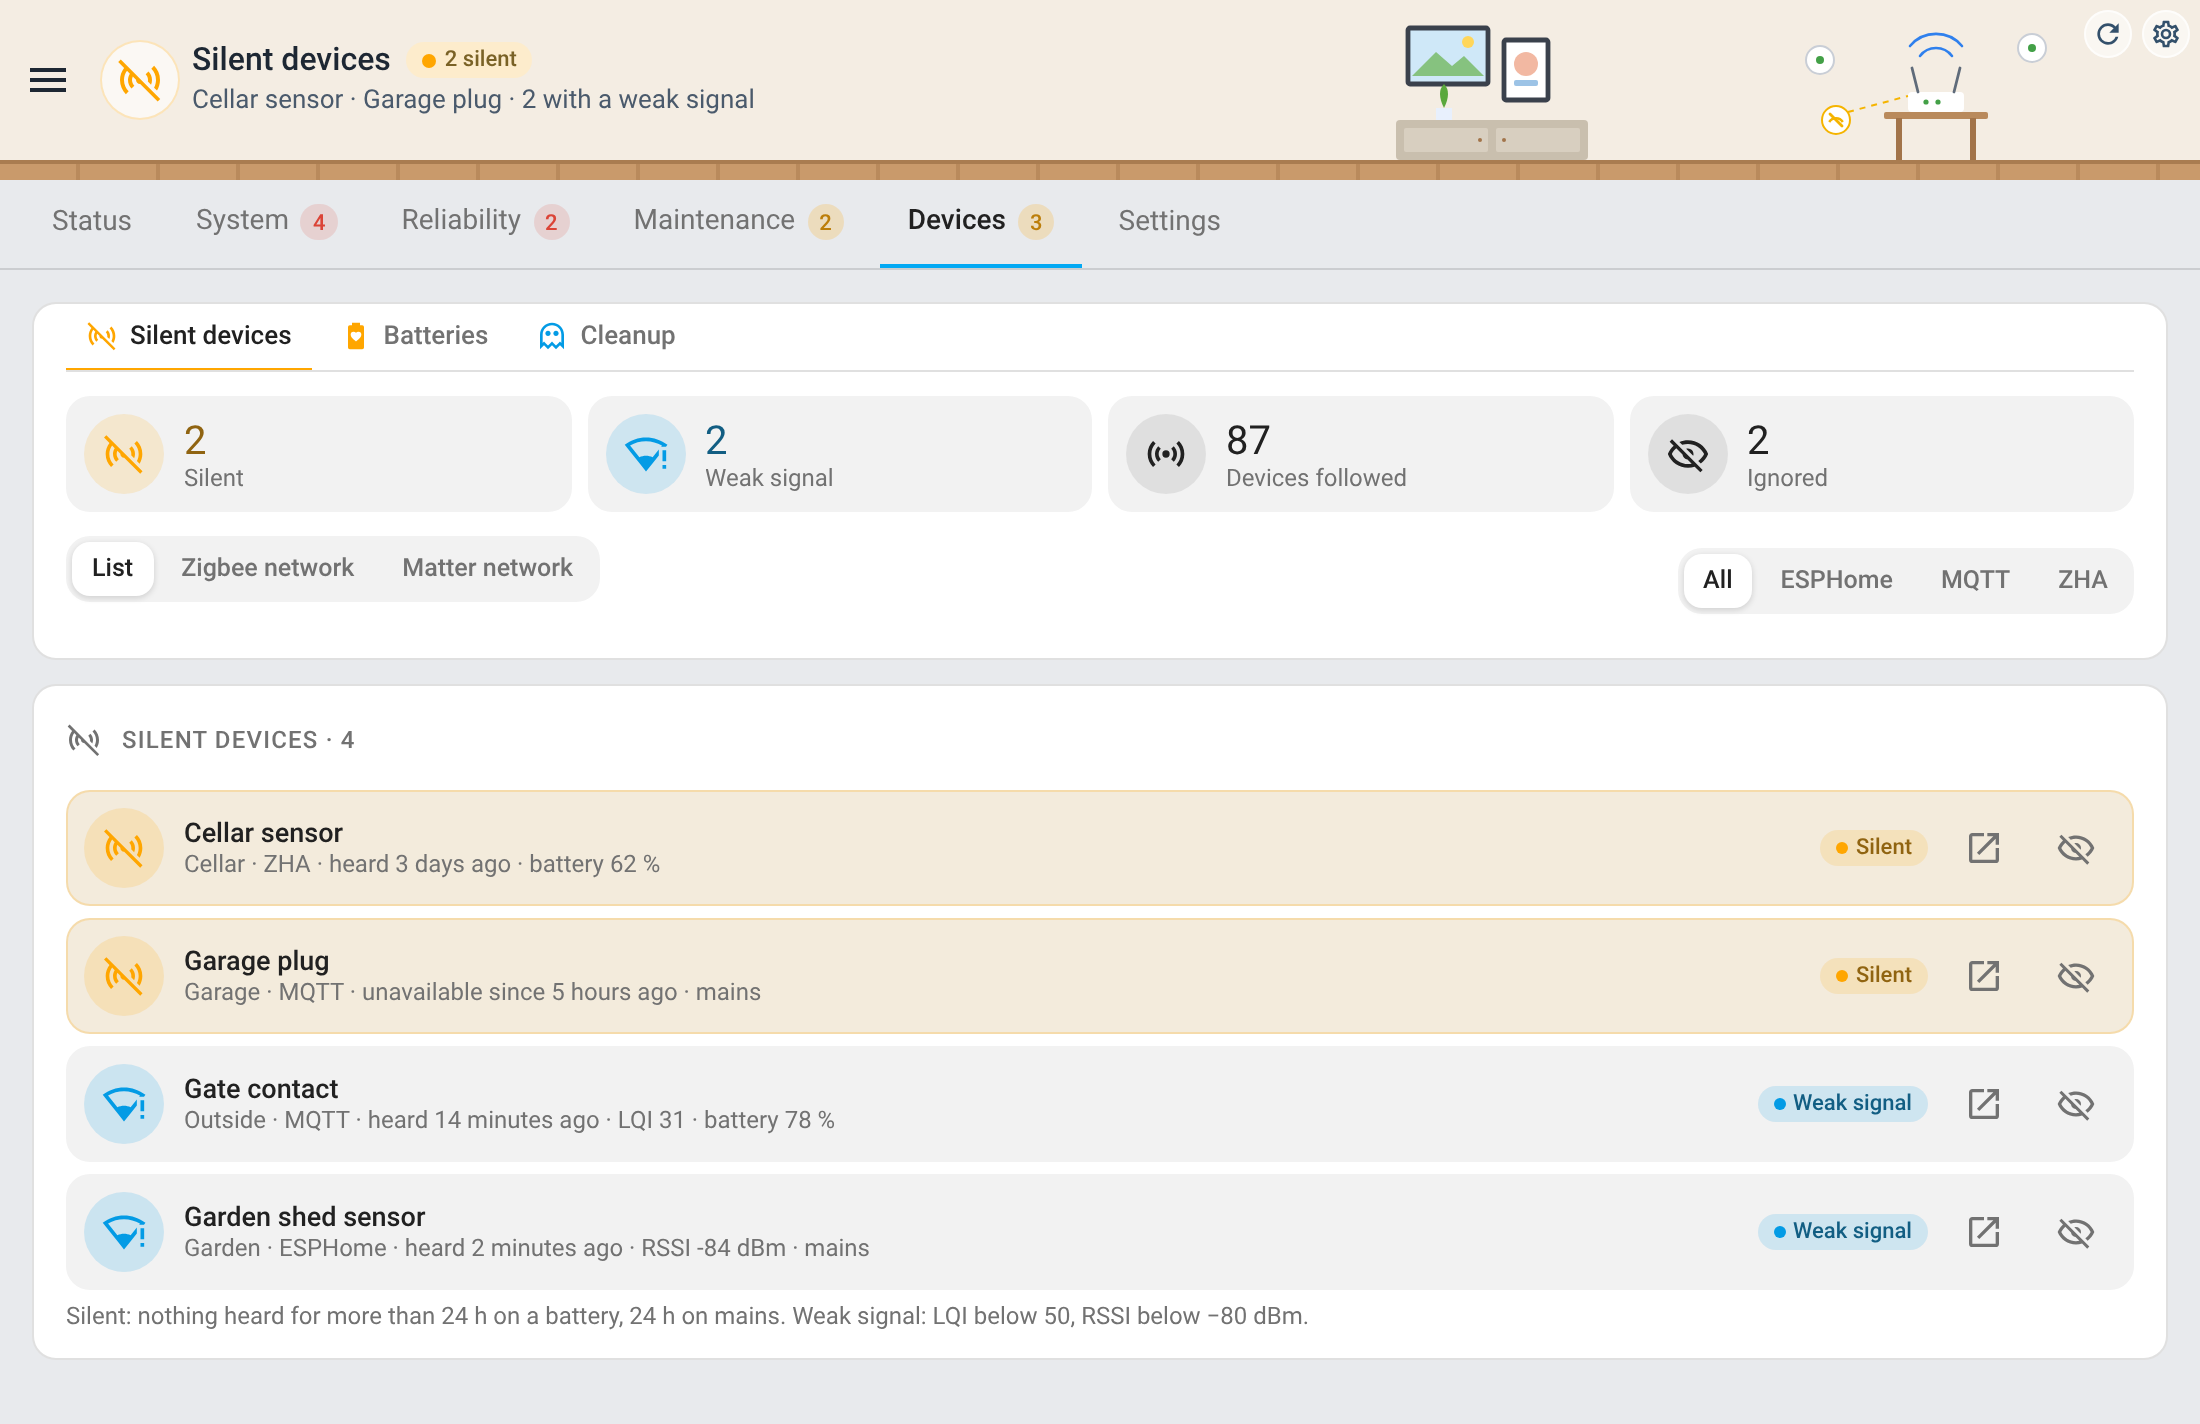 Silent devices
2 silent
Cellar sensor · Garage plug · 2 with a weak signal
Status
System 4
Reliability 2
Maintenance 2
Devices 3
Settings
Silent devices
Batteries
Cleanup
2
Silent
2
Weak signal
87
Devices followed
2
Ignored
List
Zigbee network
Matter network
All
ESPHome
MQTT
ZHA
SILENT DEVICES · 4
Cellar sensor
Cellar · ZHA · heard 3 days ago · battery 62 %
Silent
Garage plug
Garage · MQTT · unavailable since 5 hours ago · mains
Silent
Gate contact
Outside · MQTT · heard 14 minutes ago · LQI 31 · battery 78 %
Weak signal
Garden shed sensor
Garden · ESPHome · heard 2 minutes ago · RSSI -84 dBm · mains
Weak signal
Silent: nothing heard for more than 24 h on a battery, 24 h on mains. Weak signal: LQI below 50, RSSI below −80 dBm.